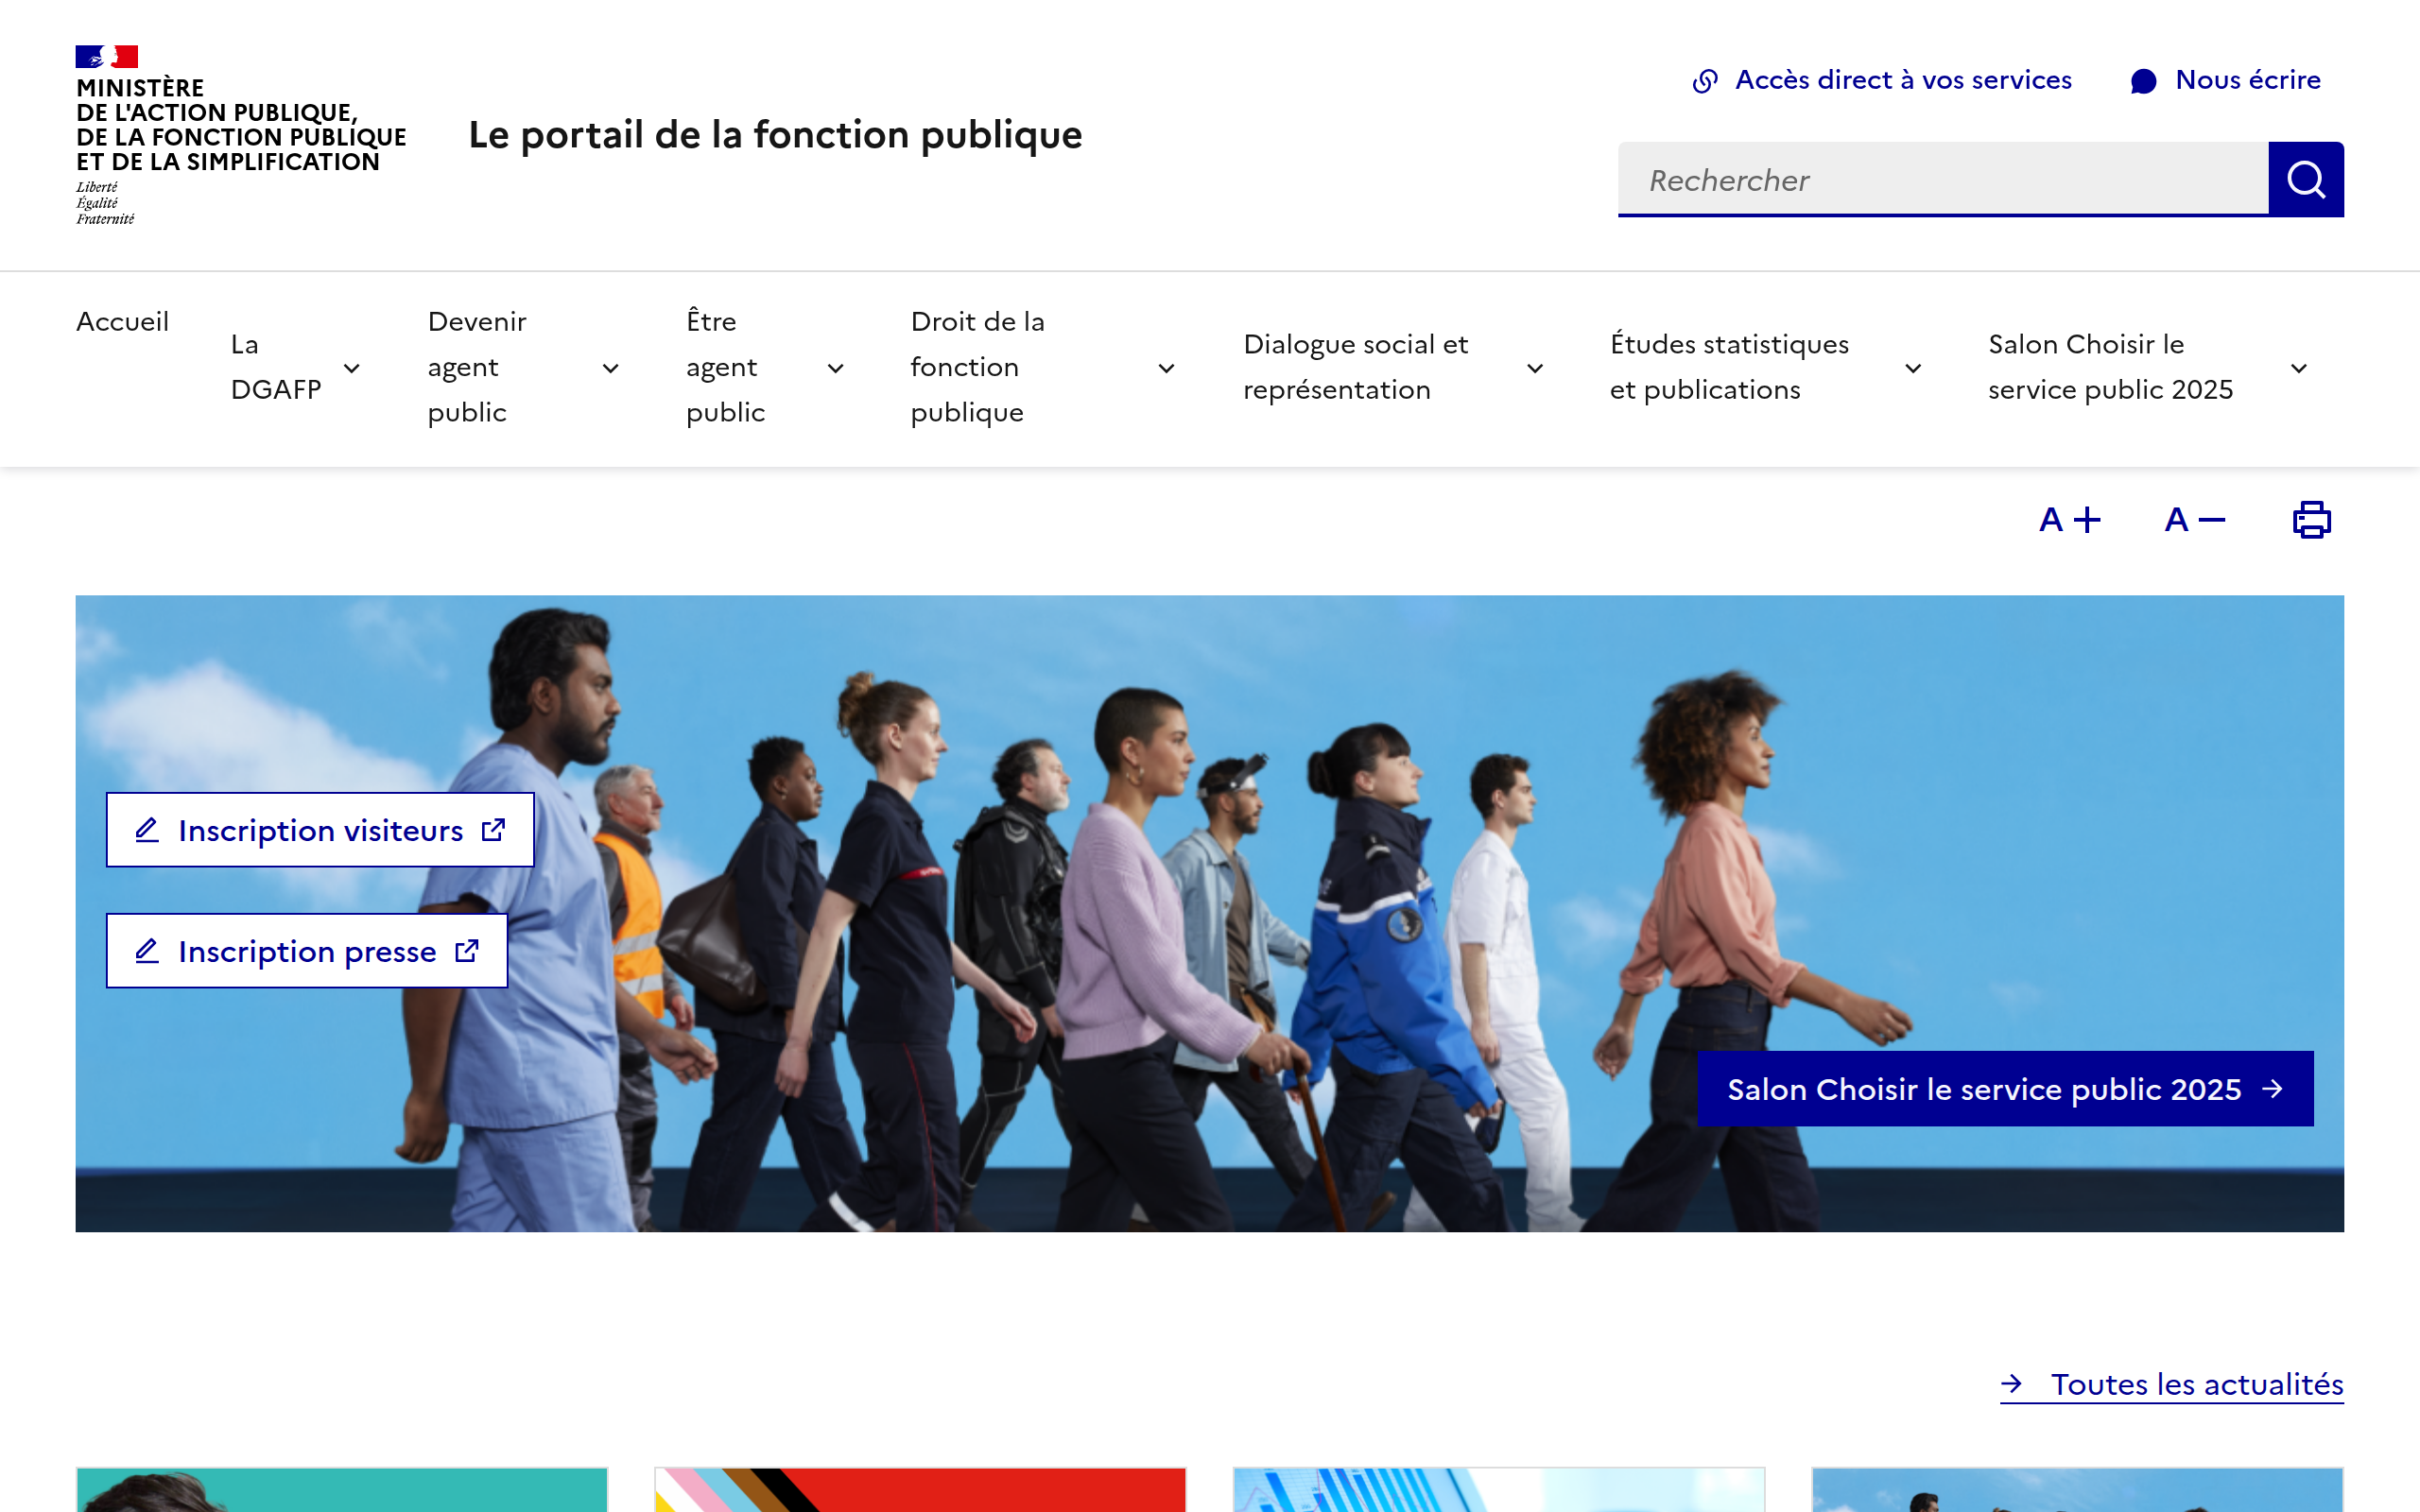 MINISTÈRE
DE L'ACTION PUBLIQUE,
DE LA FONCTION PUBLIQUE
ET DE LA SIMPLIFICATION
Liberté
Égalité
Fraternité
Le portail de la fonction publique
Accès direct à vos services
Nous écrire
Rechercher
Accueil
La
DGAFP
Devenir
agent
public
Être
agent
public
Droit de la
fonction
publique
Dialogue social et
représentation
Études statistiques
et publications
Salon Choisir le
service public 2025
A +
A −
Inscription visiteurs
Inscription presse
Salon Choisir le service public 2025
Toutes les actualités